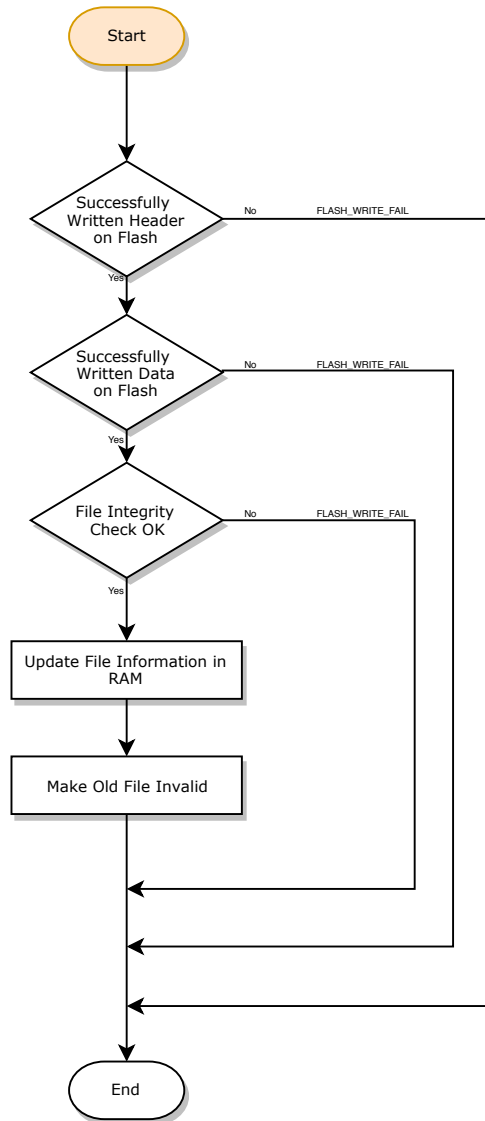 Start
Successfully
Written Header
on Flash
No
FLASH_WRITE_FAIL
Yes
Successfully
Written Data
on Flash
No
FLASH_WRITE_FAIL
Yes
File Integrity
Check OK
No
FLASH_WRITE_FAIL
Yes
Update File Information in
RAM
Make Old File Invalid
End